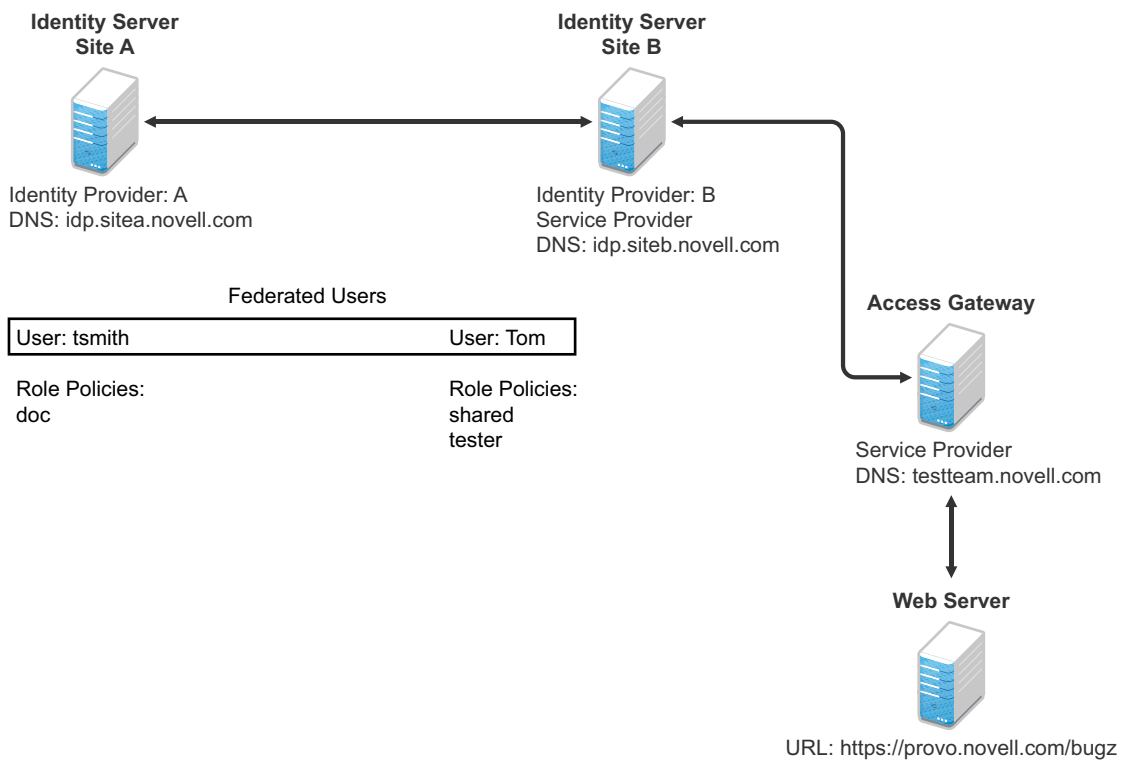 Identity Server
Site A
Identity Server
Site B
Identity Provider: A
DNS: idp.sitea.novell.com
Identity Provider: B
Service Provider
DNS: idp.siteb.novell.com
Federated Users
User: tsmith
User: Tom
Role Policies:
doc
Role Policies:
shared
tester
Access Gateway
Service Provider
DNS: testteam.novell.com
Web Server
URL: https://provo.novell.com/bugz